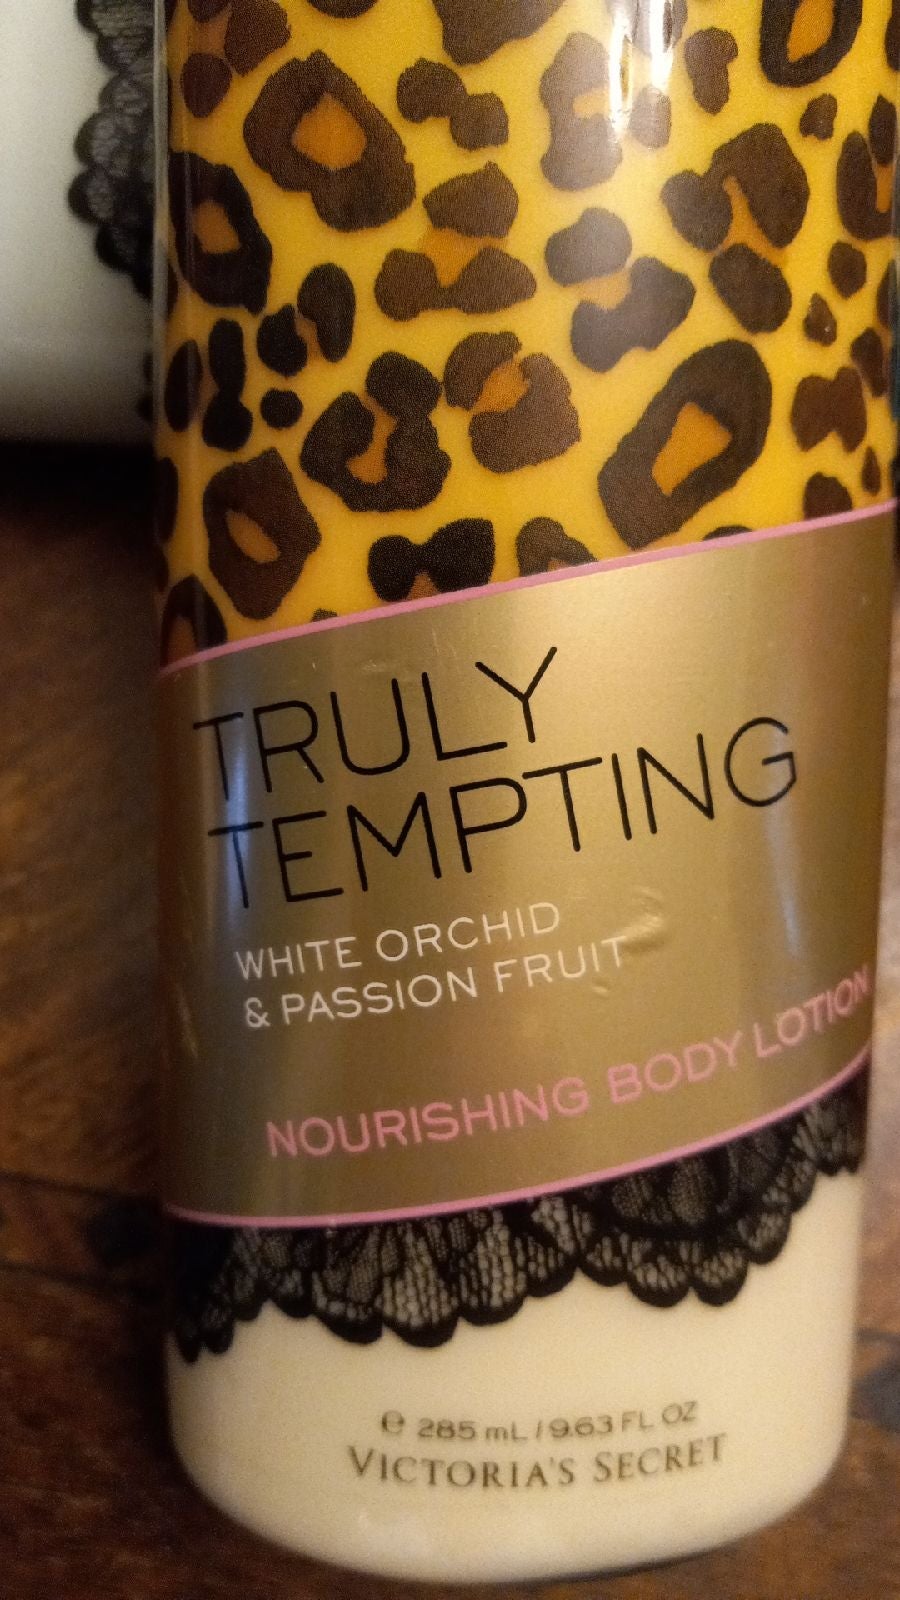 TRULY
TEMPTING
WHITE ORCHID
& PASSION FRUIT
NOURISHING BODY LOTION
℮ 285 mL / 9.63 FL OZ
VICTORIA'S SECRET